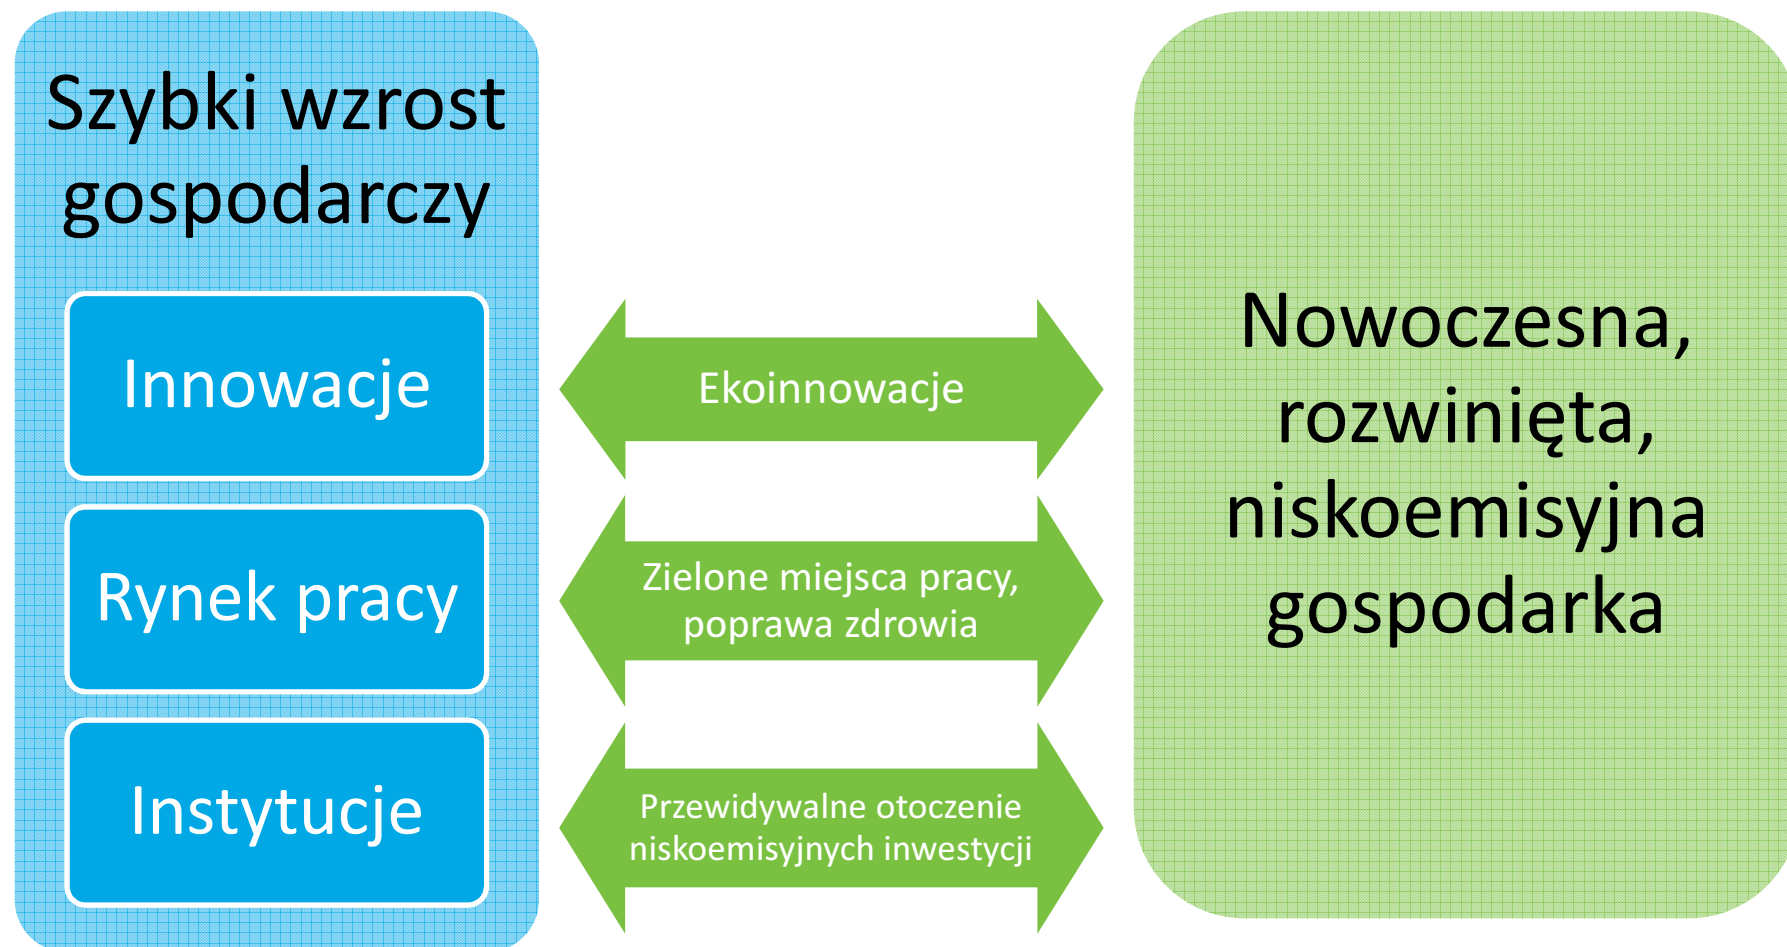 Szybki wzrost
gospodarczy
Innowacje
Rynek pracy
Instytucje
Ekoinnowacje
Zielone miejsca pracy,
poprawa zdrowia
Przewidywalne otoczenie
niskoemisyjnych inwestycji
Nowoczesna,
rozwinięta,
niskoemisyjna
gospodarka